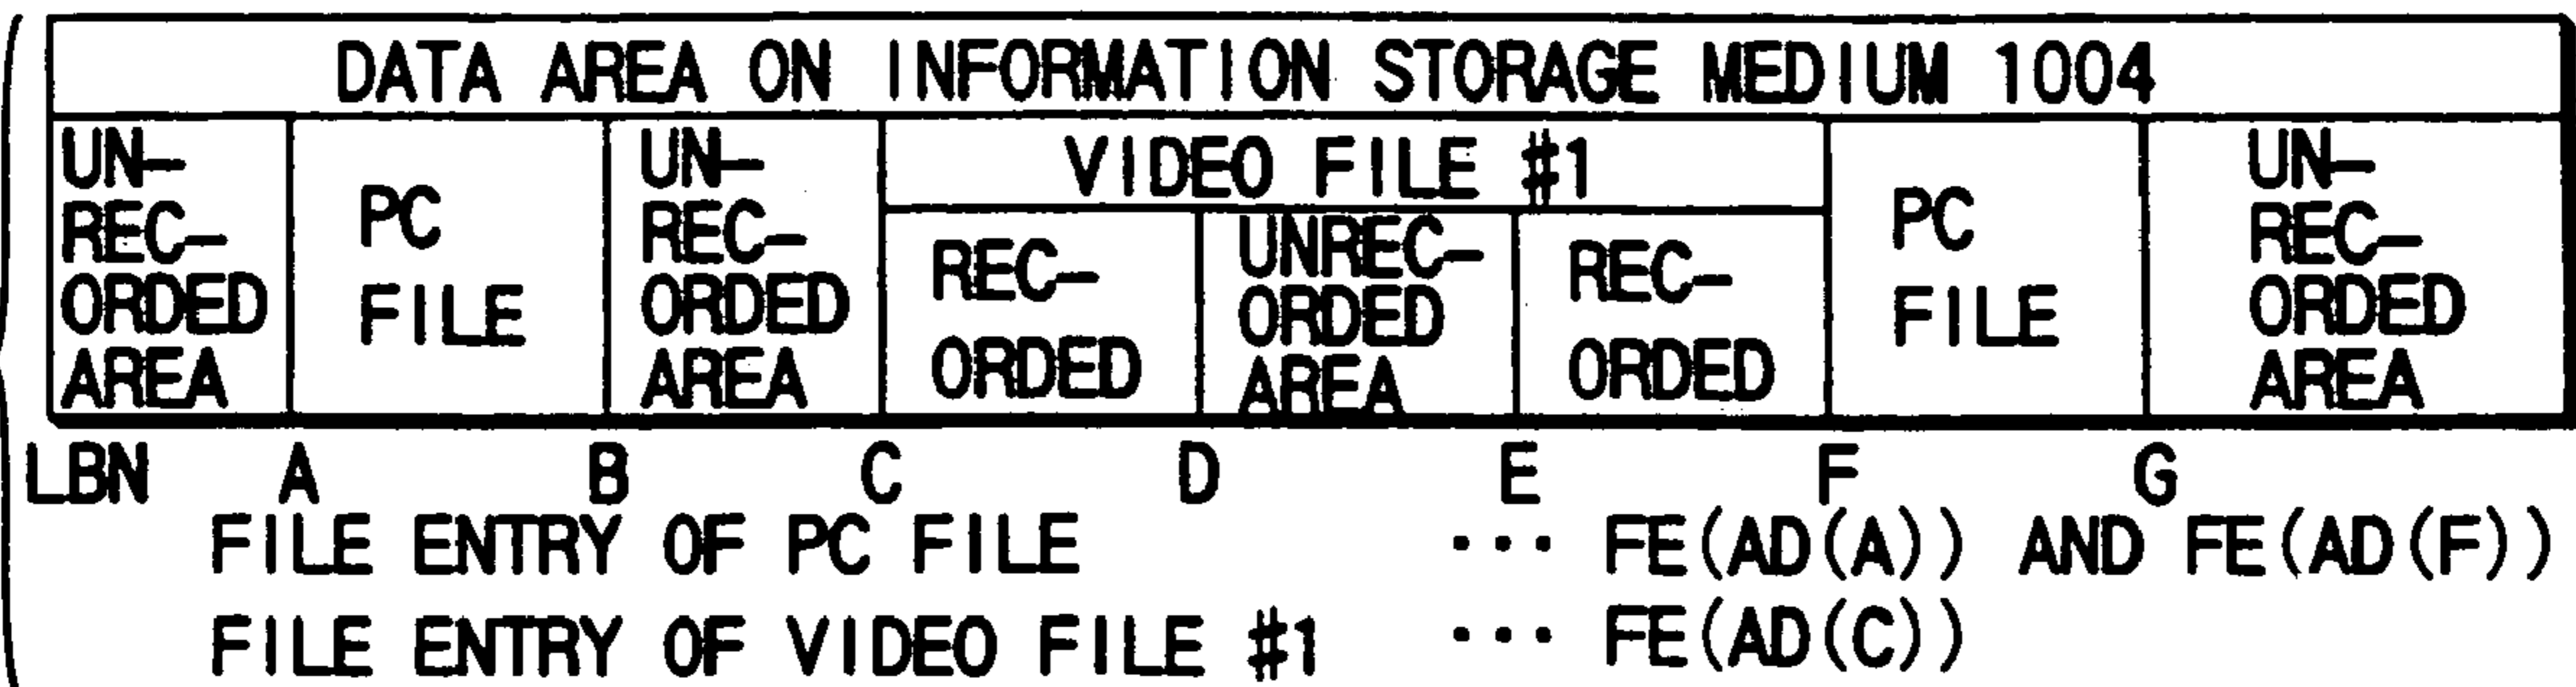 DATA AREA ON INFORMATION STORAGE MEDIUM 1004
UN-
REC-
ORDED
AREA
PC
FILE
UN-
REC-
ORDED
AREA
VIDEO FILE #1
REC-
ORDED
UNREC-
ORDED
AREA
REC-
ORDED
PC
FILE
UN-
REC-
ORDED
AREA
LBN A B C D E F G
FILE ENTRY OF PC FILE ··· FE(AD(A)) AND FE(AD(F))
FILE ENTRY OF VIDEO FILE #1 ··· FE(AD(C))